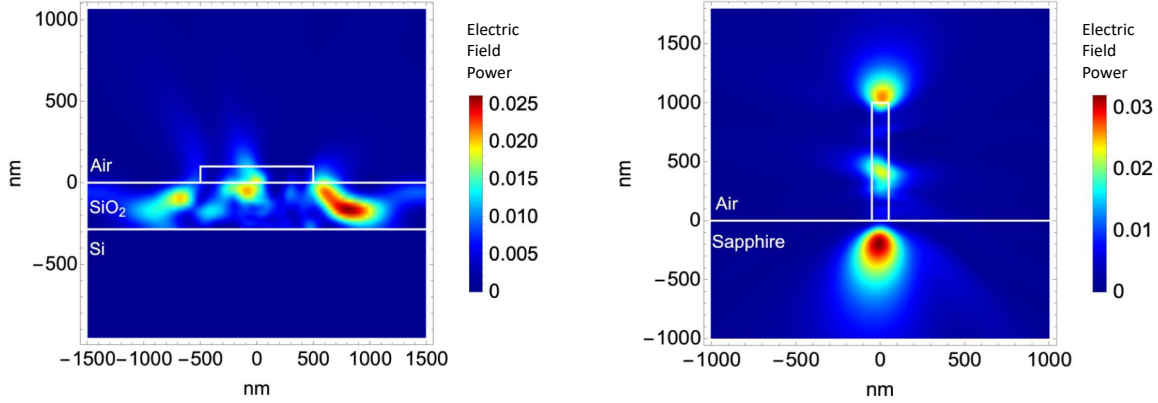 1000
500
0
−500
nm
Air
SiO2
Si
−1500 −1000 −500 0 500 1000 1500
nm
Electric
Field
Power
0.025
0.020
0.015
0.010
0.005
0
1500
1000
500
0
−500
−1000
nm
Air
Sapphire
−1000 −500 0 500 1000
nm
Electric
Field
Power
0.03
0.02
0.01
0